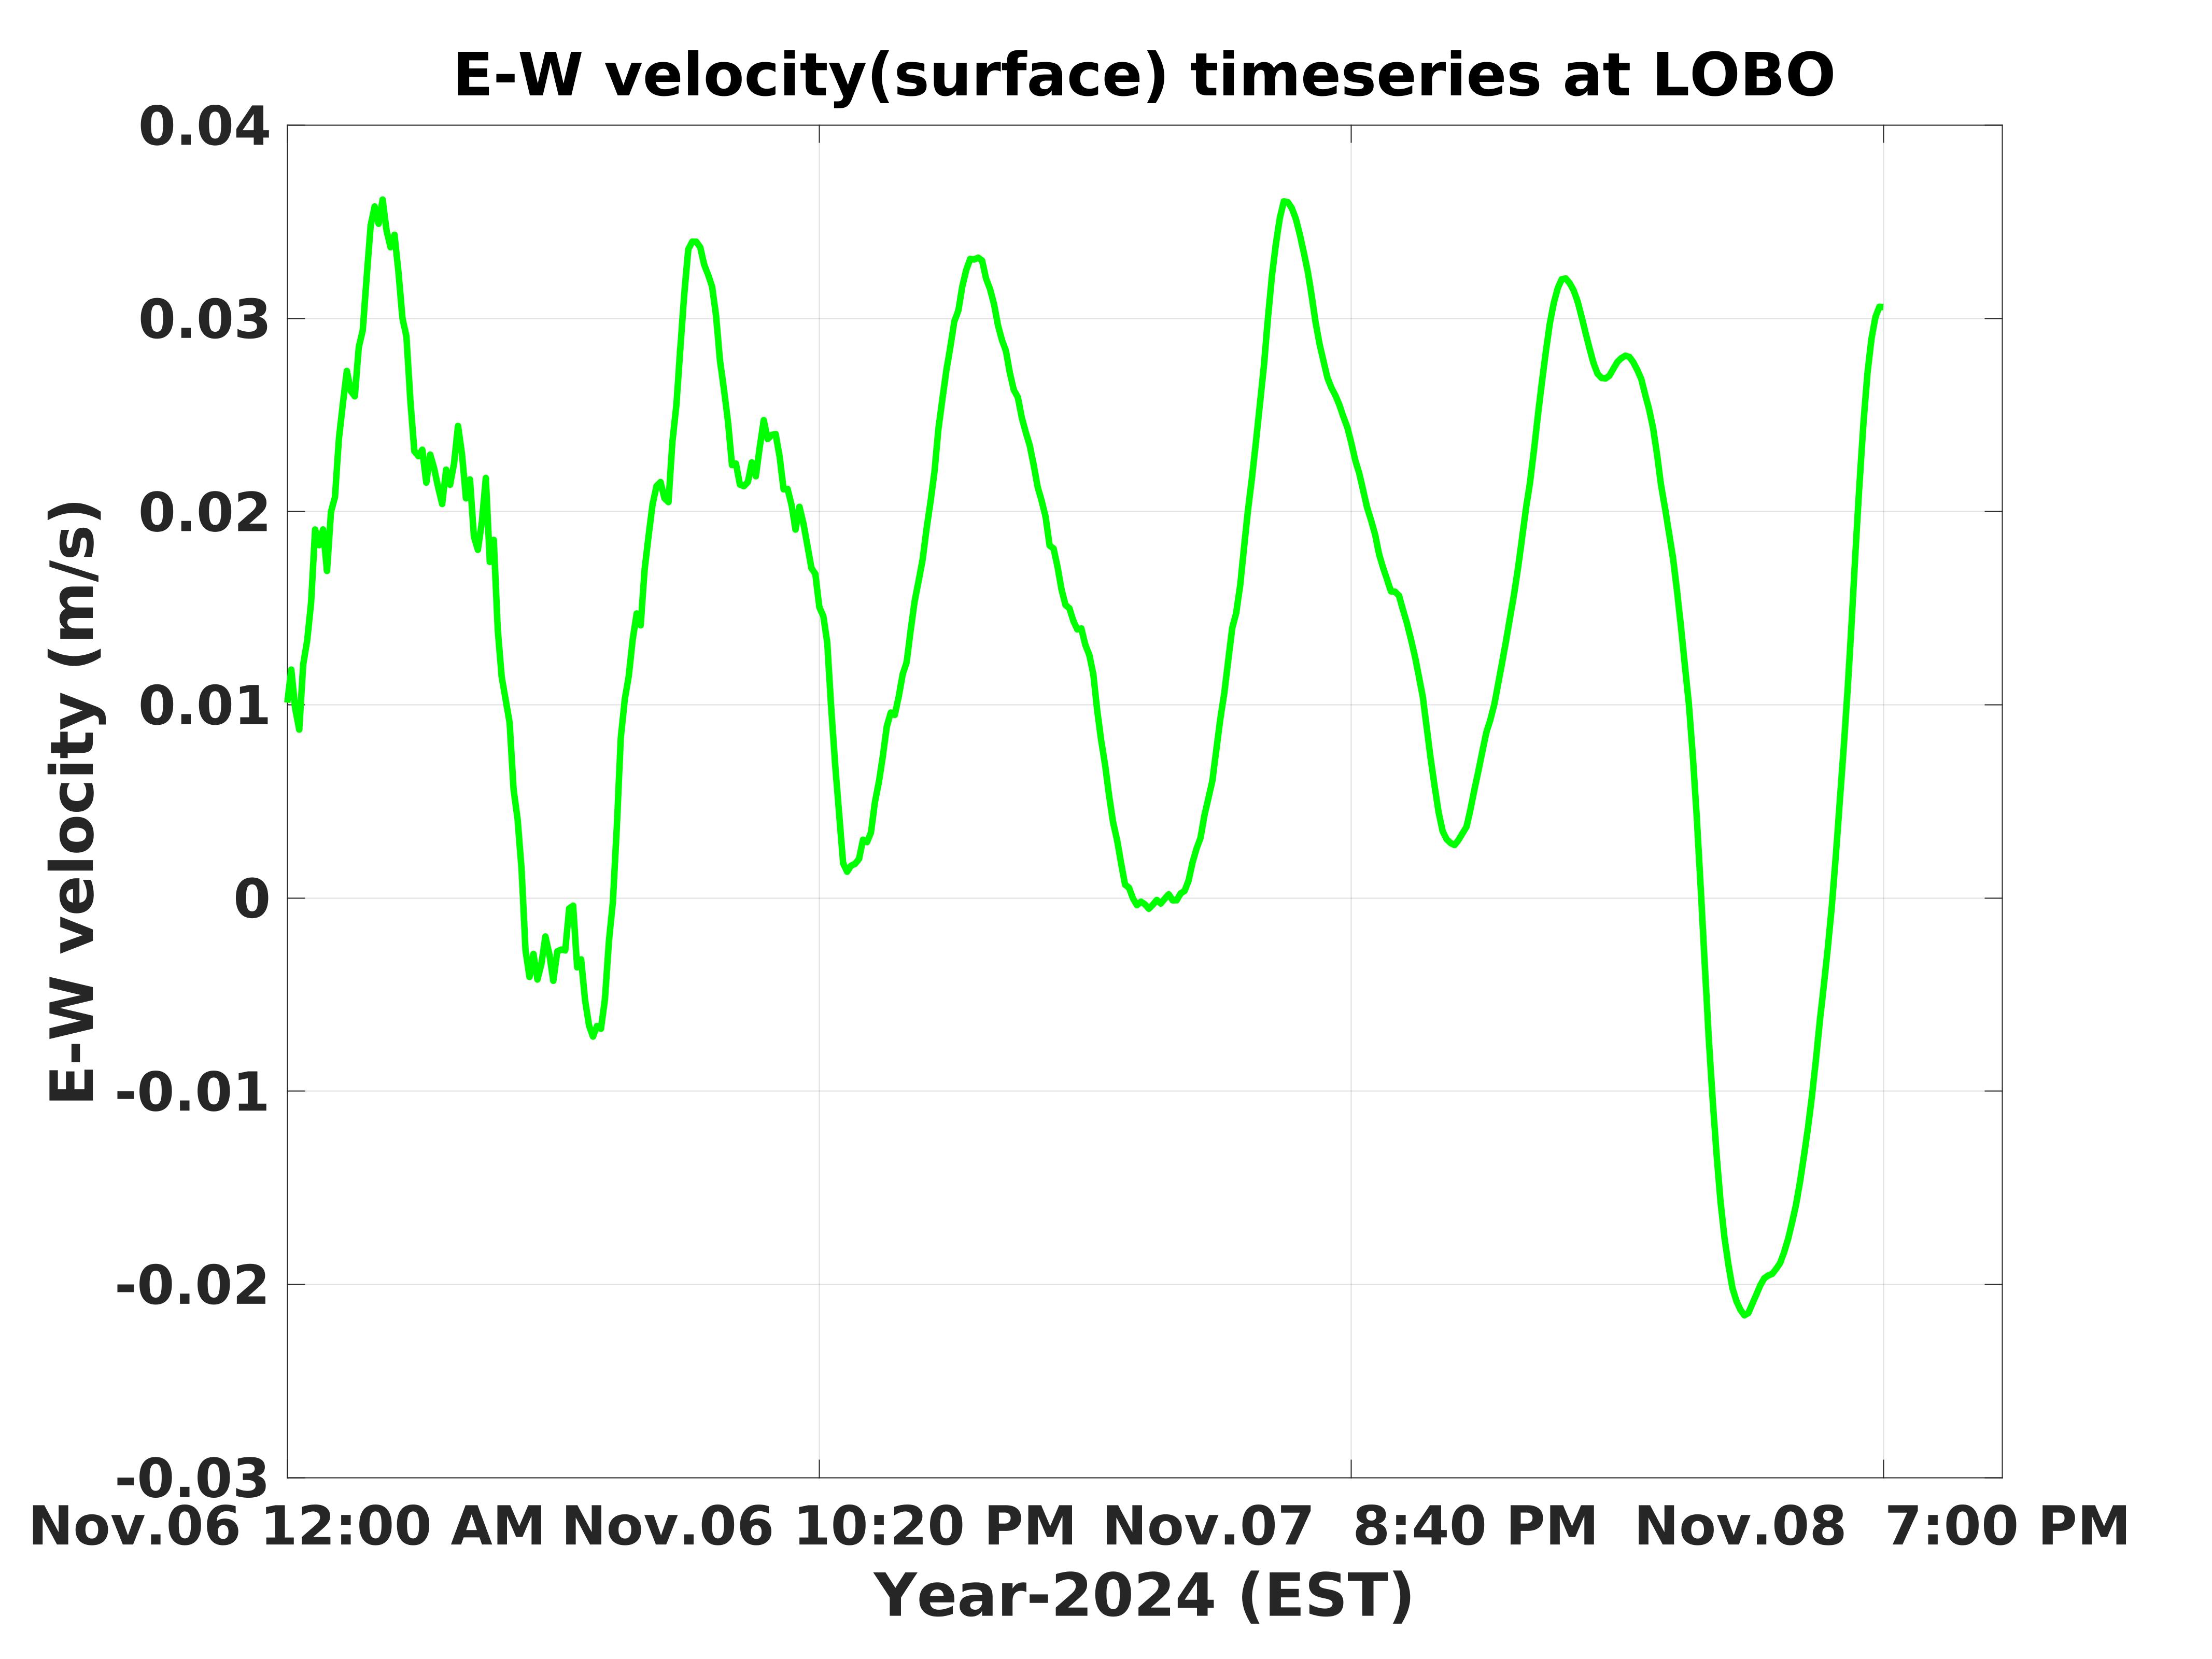 E-W velocity(surface) timeseries at LOBO
E-W velocity (m/s)
0.04
0.03
0.02
0.01
0
-0.01
-0.02
-0.03
Nov.06 12:00 AM Nov.06 10:20 PM Nov.07 8:40 PM Nov.08 7:00 PM
Year-2024 (EST)